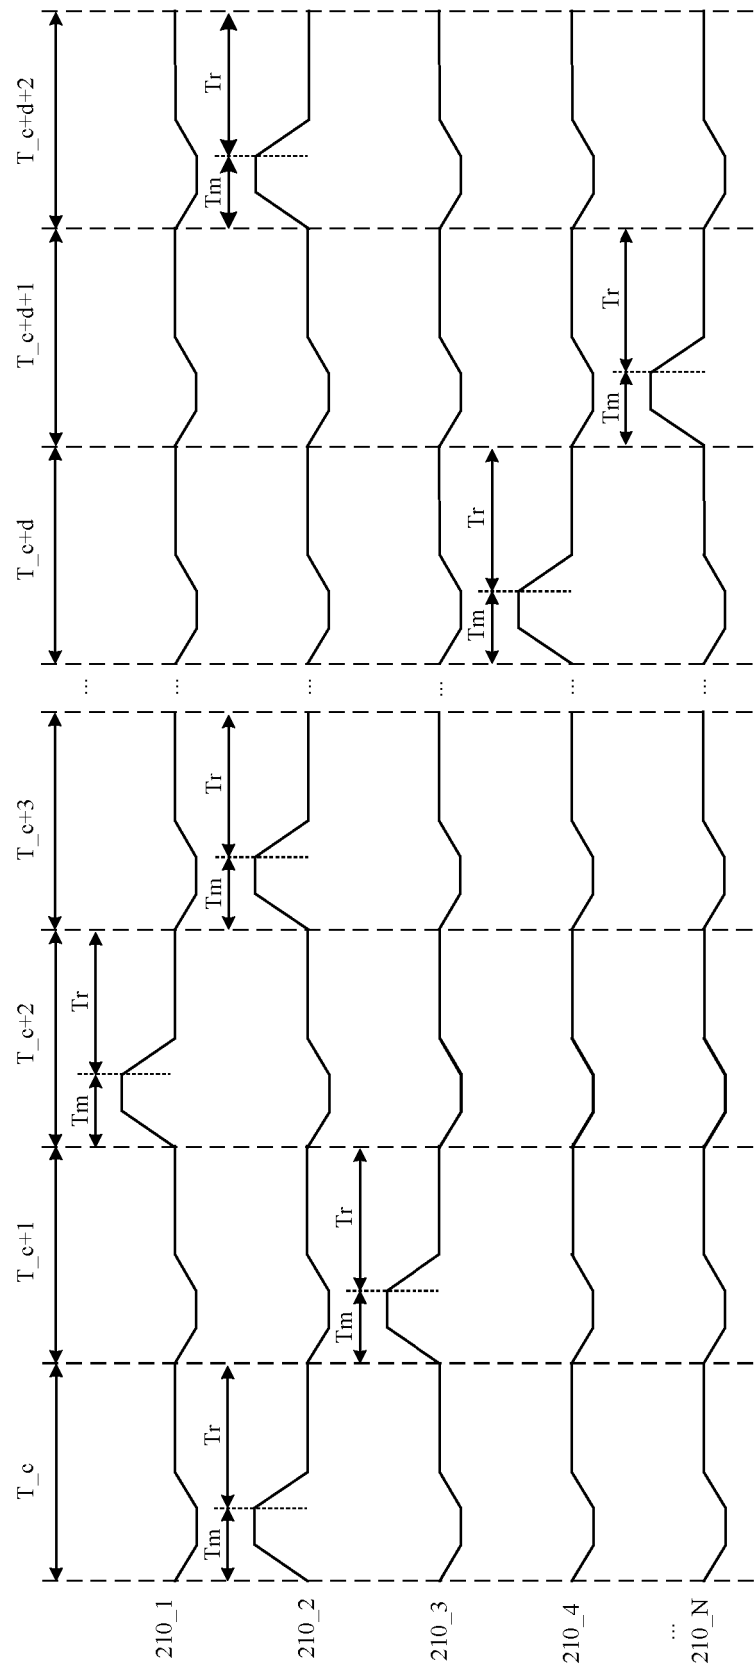 T_c
T_c+1
T_c+2
T_c+3
...
T_c+d
T_c+d+1
T_c+d+2
210_1
Tm
Tr
...
210_2
Tm
Tr
Tm
Tr
...
Tm
Tr
210_3
Tm
Tr
...
210_4
Tm
Tr
...
...
210_N
Tm
Tr
...